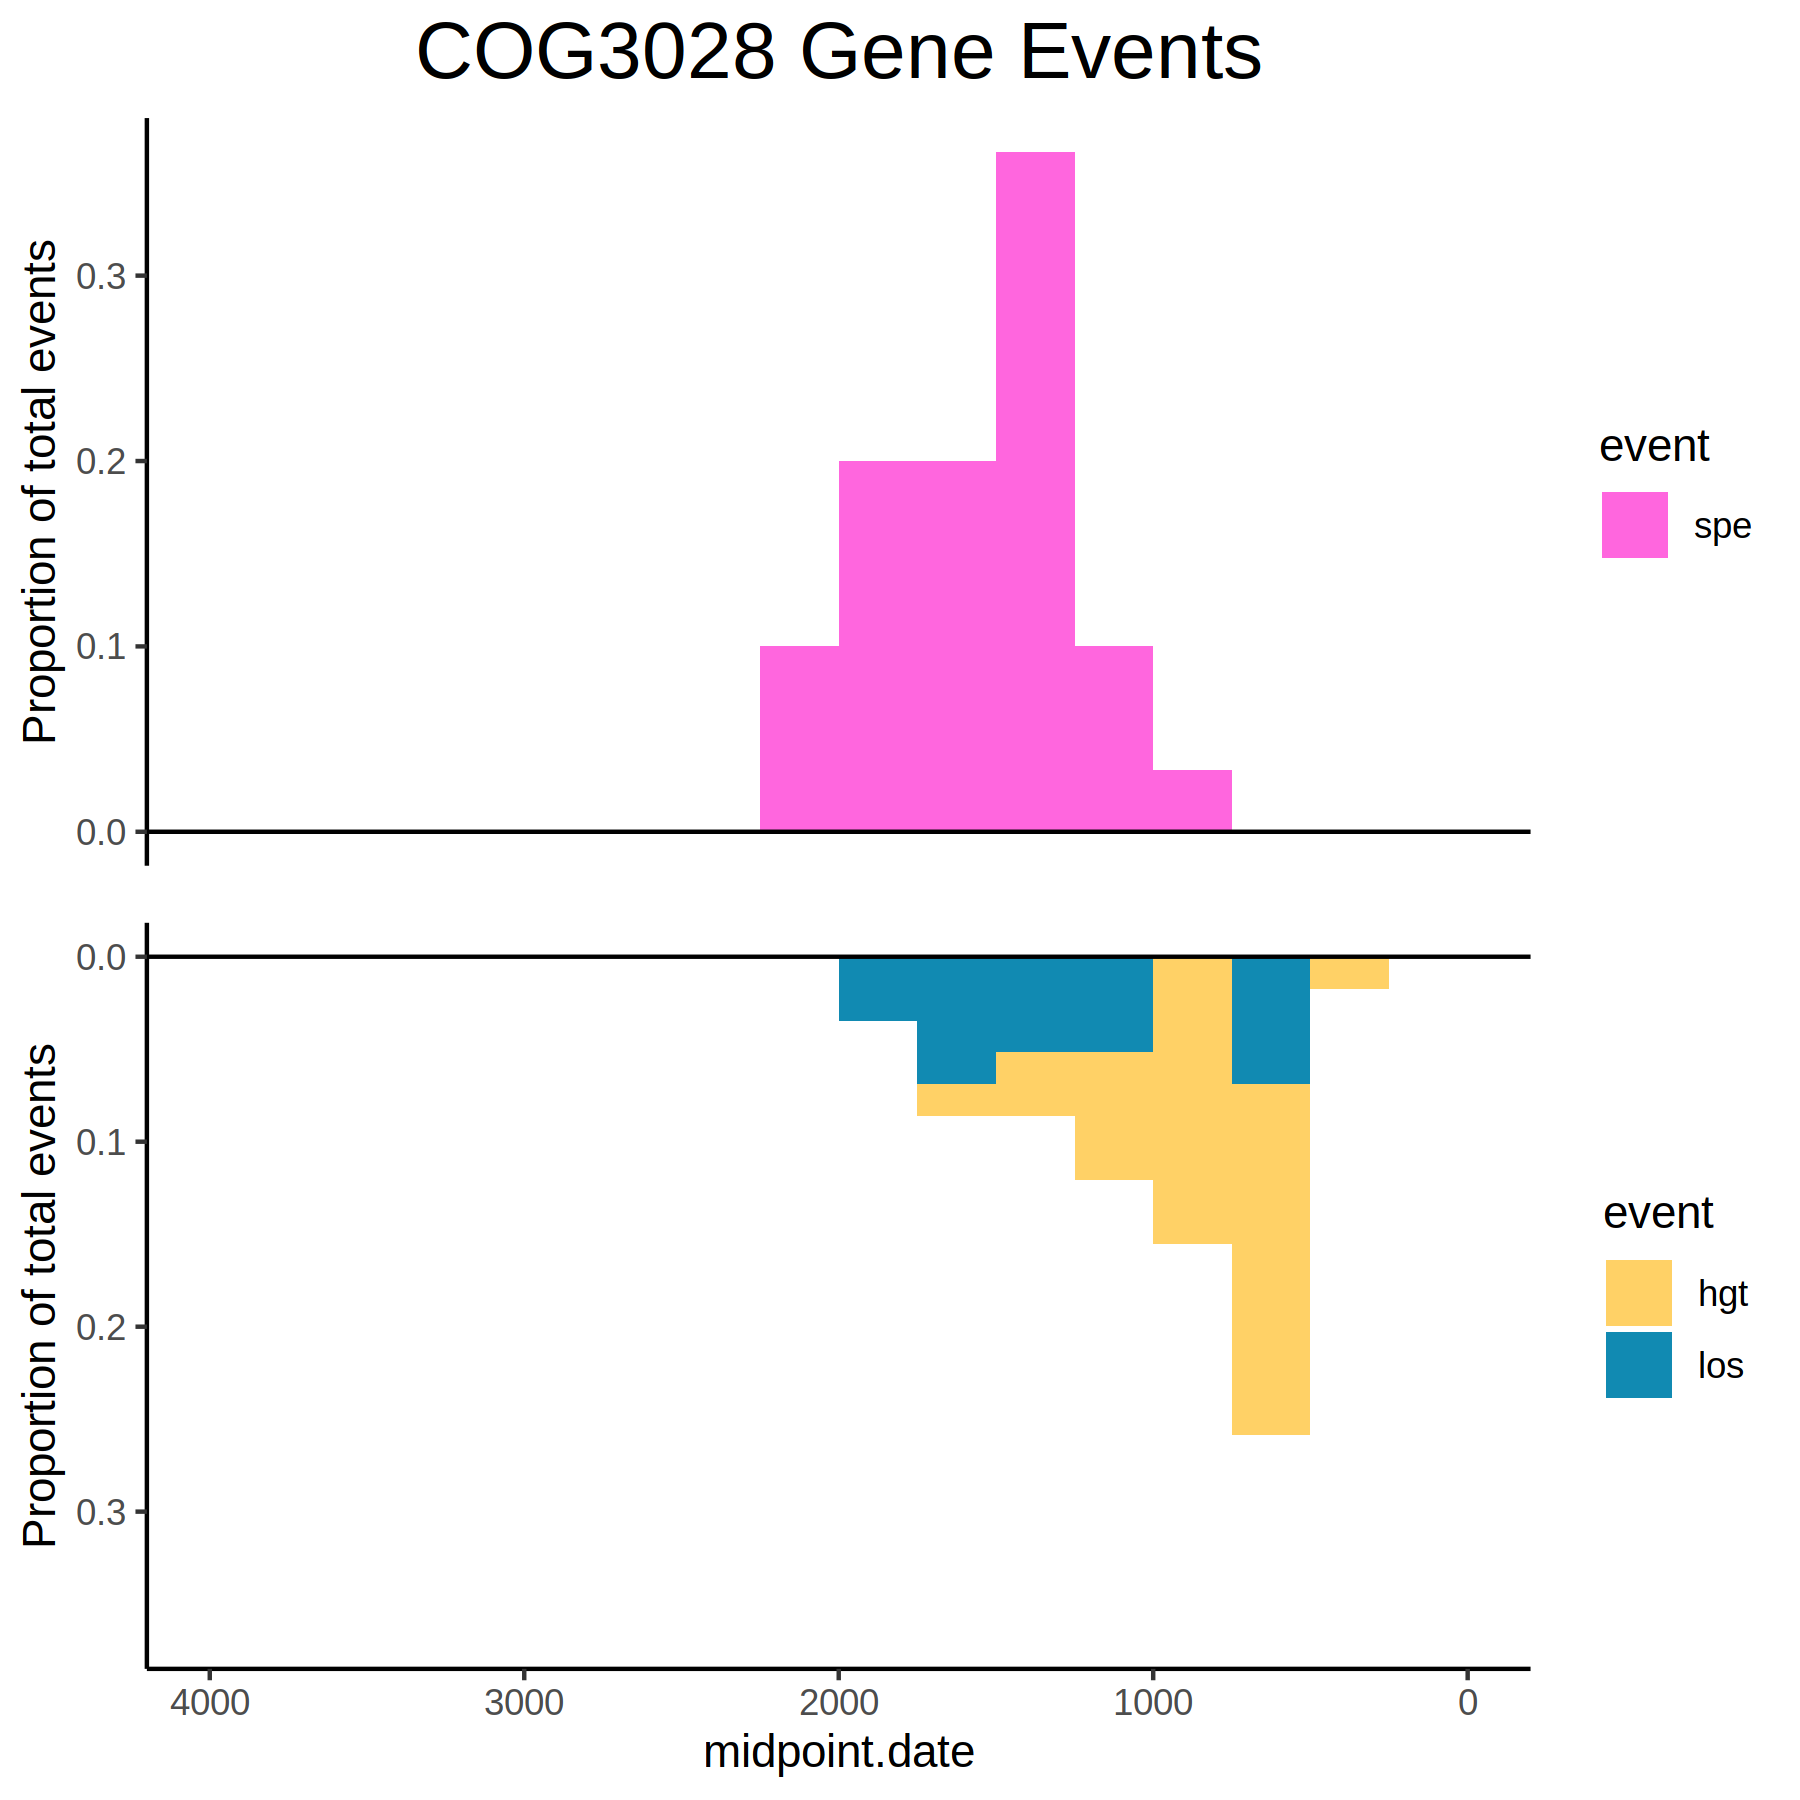 COG3028 Gene Events
Proportion of total events
0.3
0.2
0.1
0.0
event
spe
Proportion of total events
0.0
0.1
0.2
0.3
event
hgt
los
4000 3000 2000 1000 0
midpoint.date